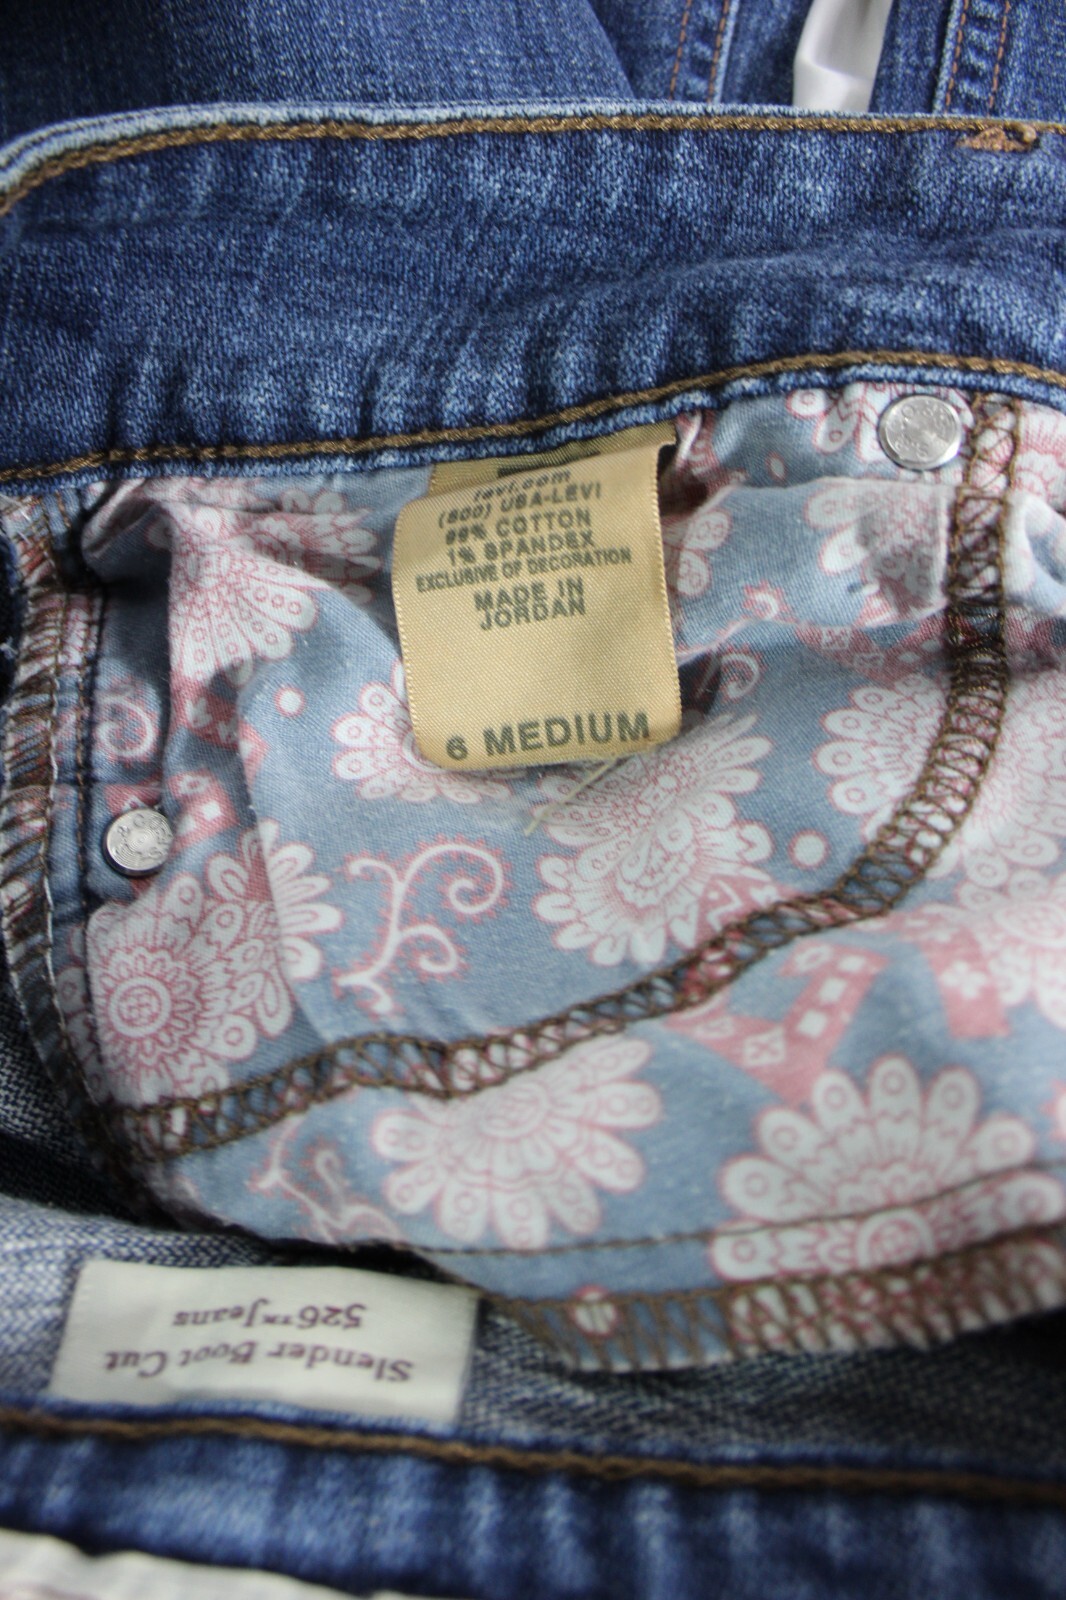 levi.com
(800) USA-LEVI
99% COTTON
1% SPANDEX
EXCLUSIVE OF DECORATION
MADE IN
JORDAN
6 MEDIUM
Slender Boot Cut
526™ Jeans